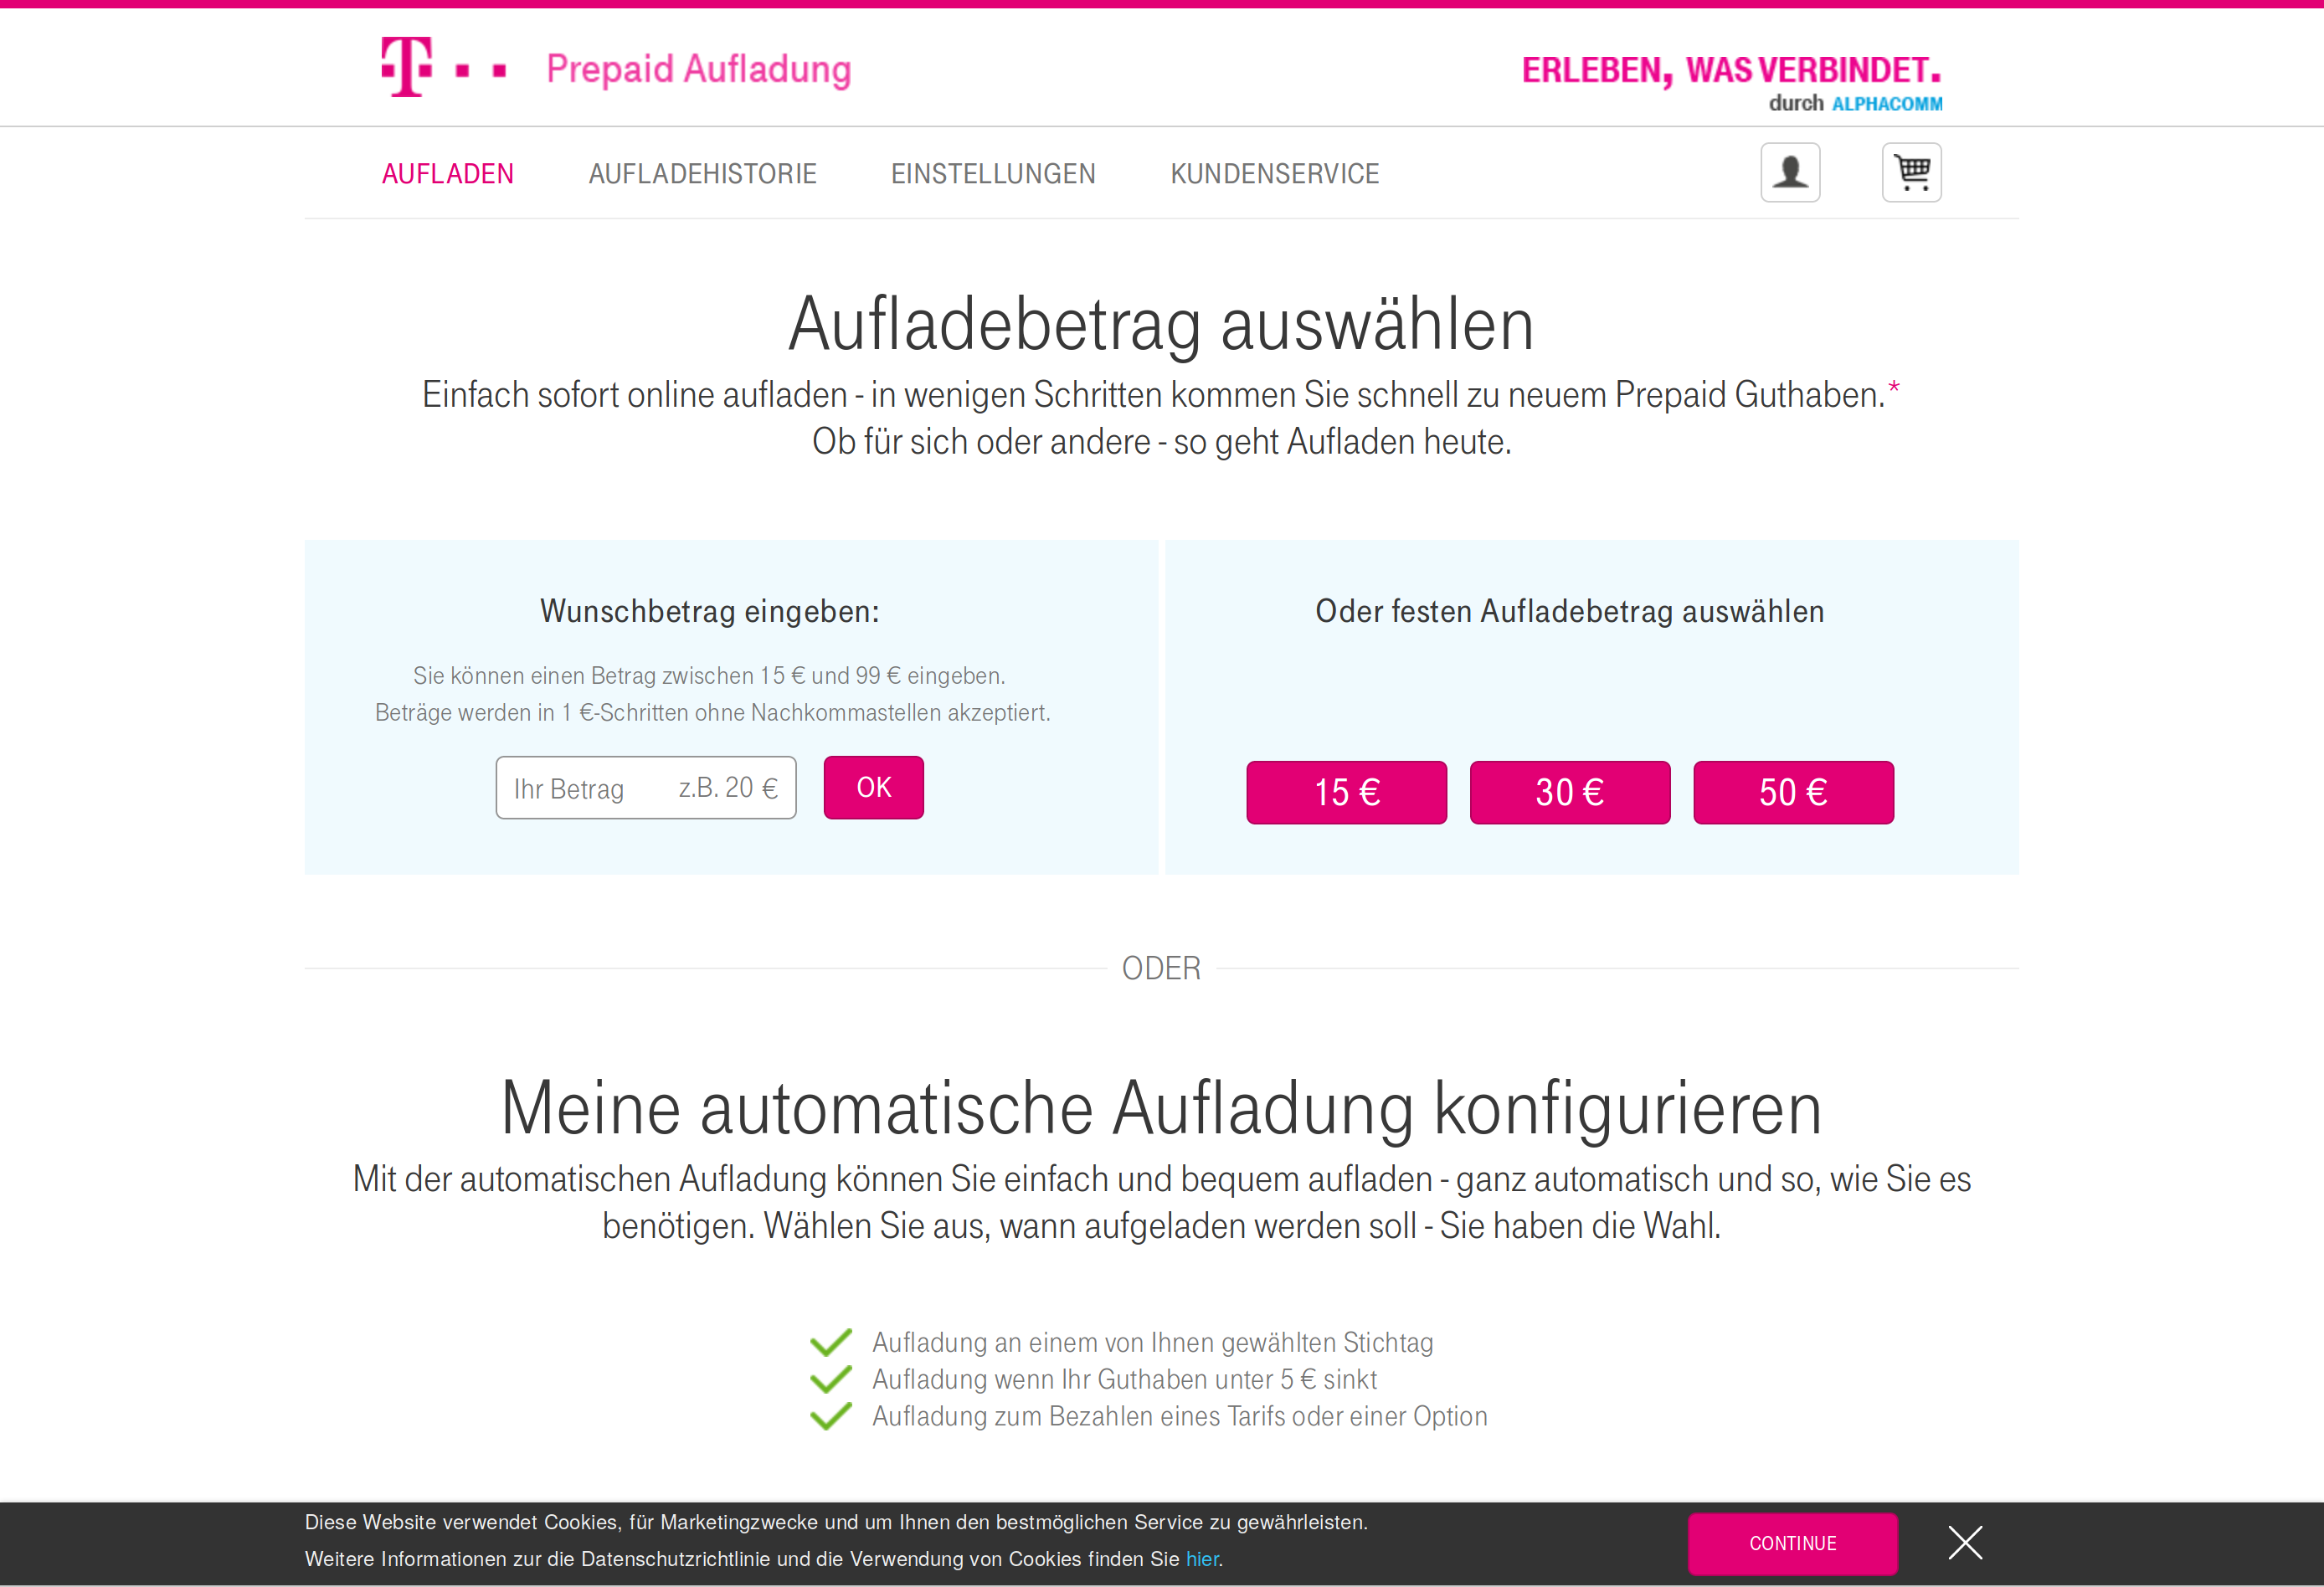 T
Prepaid Aufladung
ERLEBEN, WAS VERBINDET.
durch ALPHACOMM
AUFLADEN
AUFLADEHISTORIE
EINSTELLUNGEN
KUNDENSERVICE
Aufladebetrag auswählen
Einfach sofort online aufladen - in wenigen Schritten kommen Sie schnell zu neuem Prepaid Guthaben.*
Ob für sich oder andere - so geht Aufladen heute.
Wunschbetrag eingeben:
Sie können einen Betrag zwischen 15 € und 99 € eingeben.
Beträge werden in 1 €-Schritten ohne Nachkommastellen akzeptiert.
Ihr Betrag z.B. 20 €
OK
Oder festen Aufladebetrag auswählen
15 €
30 €
50 €
ODER
Meine automatische Aufladung konfigurieren
Mit der automatischen Aufladung können Sie einfach und bequem aufladen - ganz automatisch und so, wie Sie es
benötigen. Wählen Sie aus, wann aufgeladen werden soll - Sie haben die Wahl.
Aufladung an einem von Ihnen gewählten Stichtag
Aufladung wenn Ihr Guthaben unter 5 € sinkt
Aufladung zum Bezahlen eines Tarifs oder einer Option
Diese Website verwendet Cookies, für Marketingzwecke und um Ihnen den bestmöglichen Service zu gewährleisten.
Weitere Informationen zur die Datenschutzrichtlinie und die Verwendung von Cookies finden Sie hier.
CONTINUE